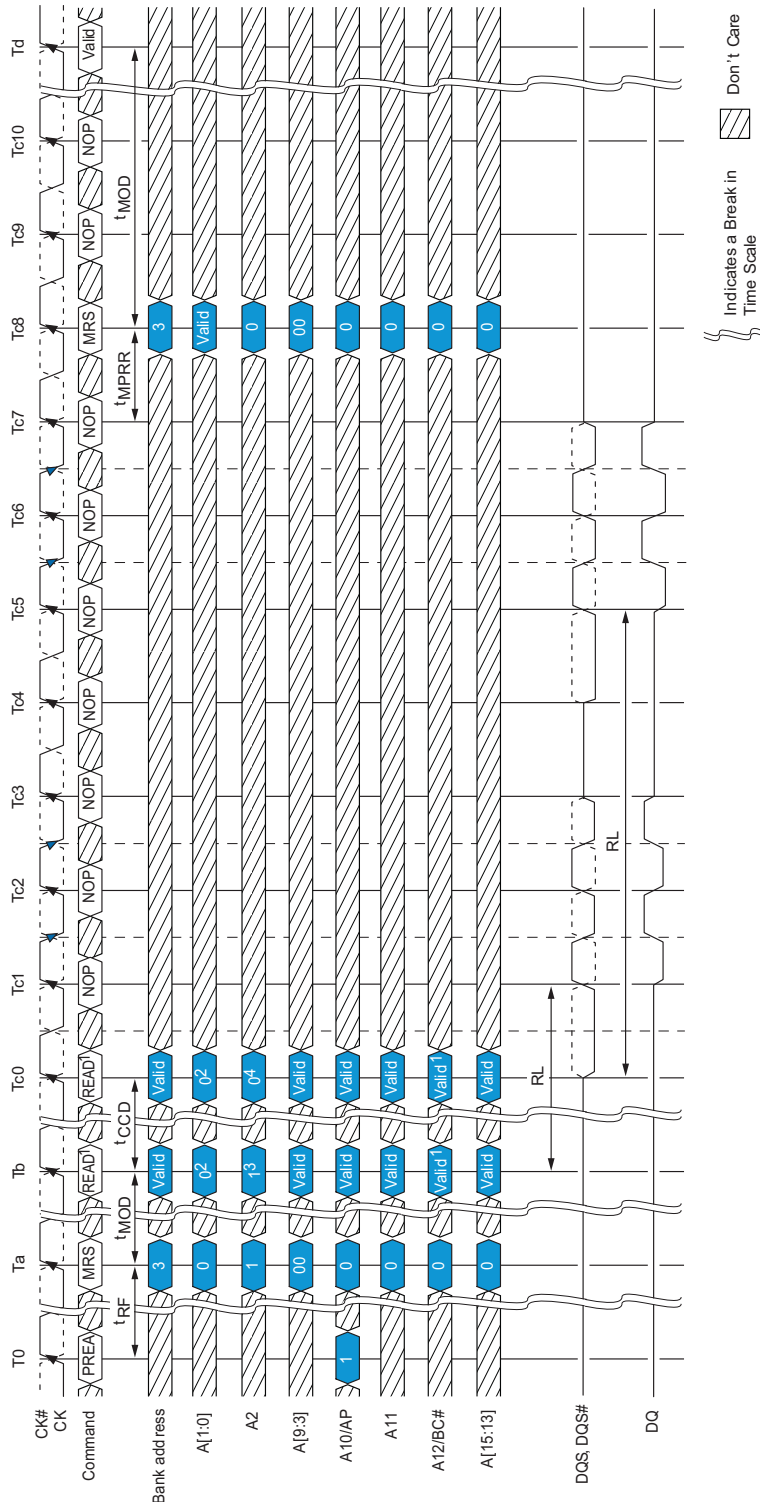 T0 Ta Tb Tc0 Tc1 Tc2 Tc3 Tc4 Tc5 Tc6 Tc7 Tc8 Tc9 Tc10 Td
CK#
CK
Command PREA MRS READ¹ READ¹ NOP NOP NOP NOP NOP NOP NOP MRS NOP NOP Valid
tRF tMOD tCCD tMPRR tMOD
Bank address 3 Valid Valid 3
A[1:0] 0 0² 0² Valid
A2 1 1³ 0⁴ 0
A[9:3] 00 Valid Valid 00
A10/AP 1 0 Valid Valid 0
A11 0 Valid Valid 0
A12/BC# 0 Valid¹ Valid¹ 0
A[15:13] 0 Valid Valid 0
RL
DQS, DQS#
RL
DQ
Indicates a Break in
Time Scale
Don't Care